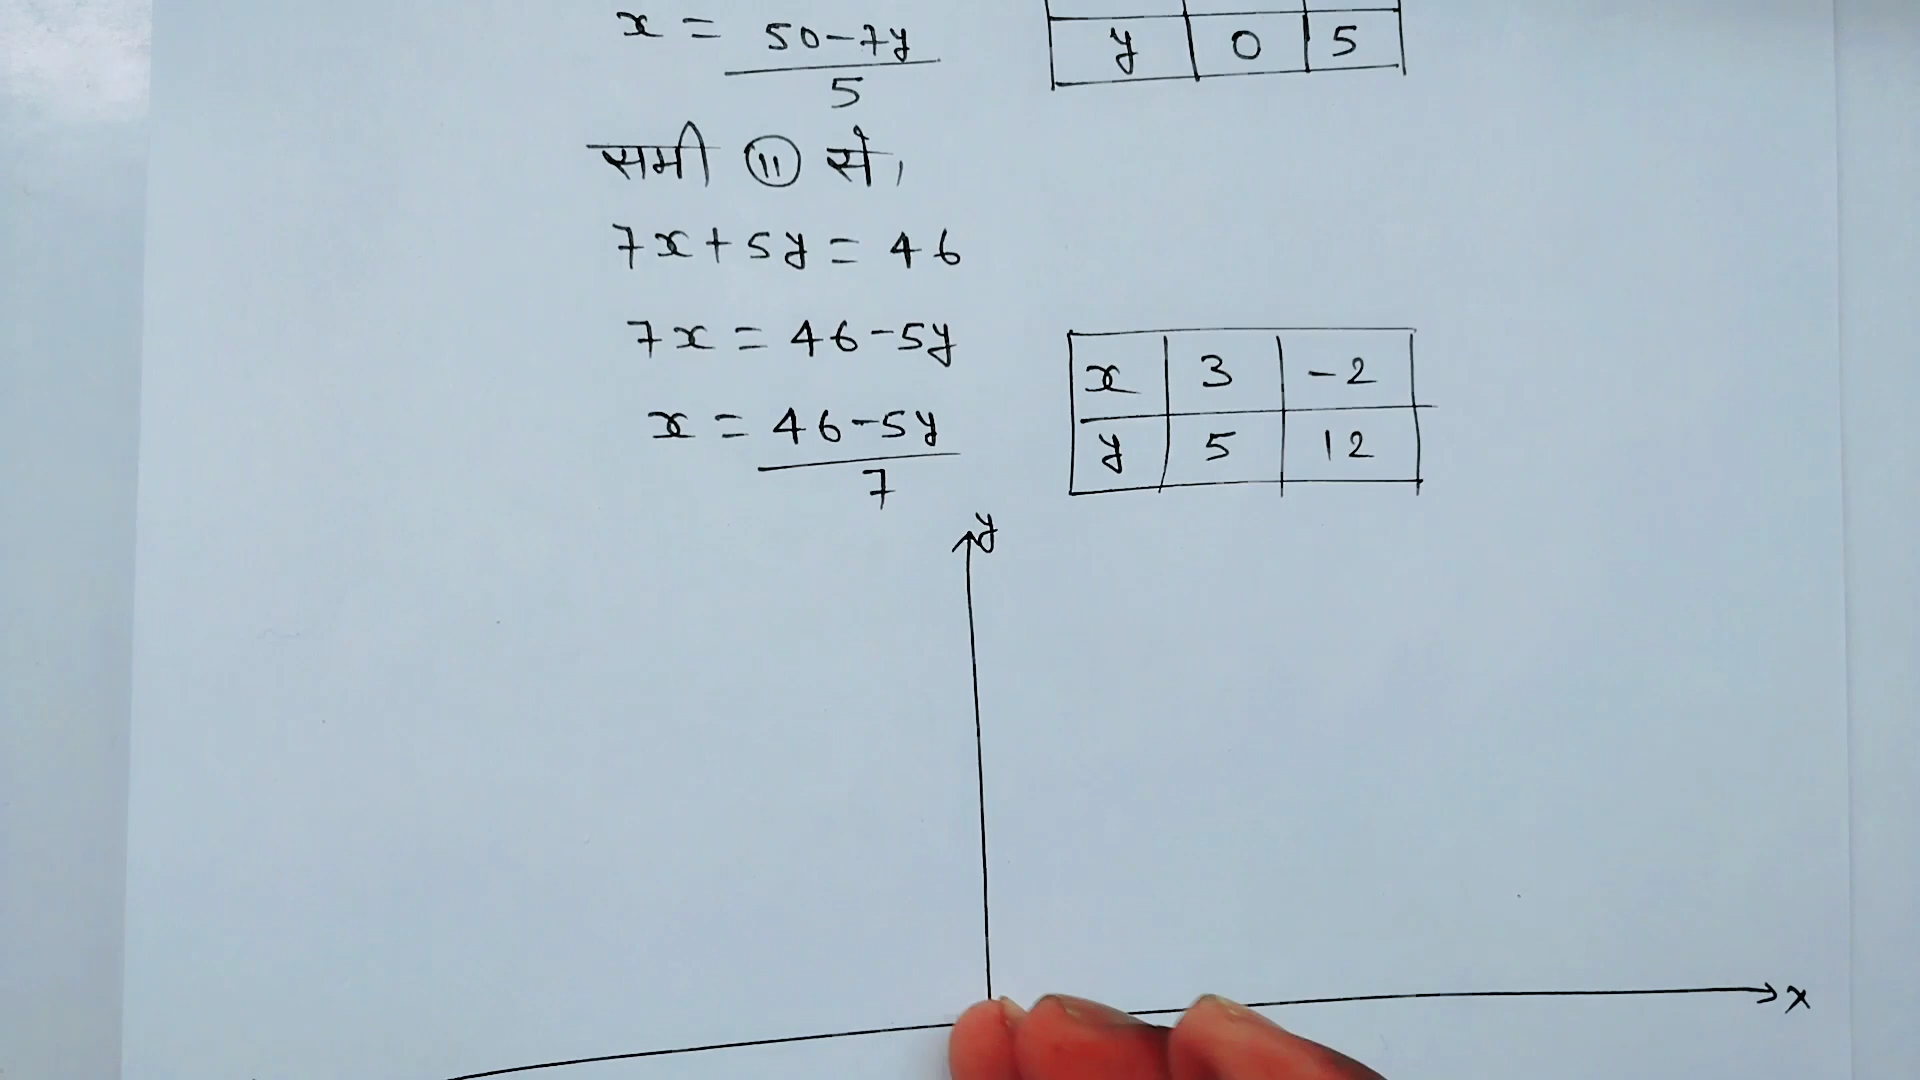 x = 50-7y
5
y 0 5
समी (11) से,
7x+5y = 46
7x = 46-5y
x = 46-5y
7
x 3 -2
y 5 12
y
x